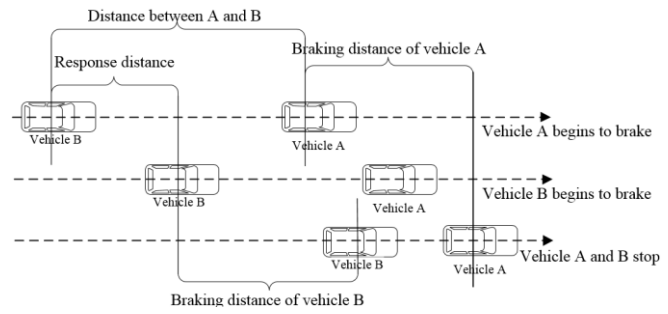 Distance between A and B
Braking distance of vehicle A
Response distance
Vehicle B
Vehicle A
Vehicle A begins to brake
Vehicle B
Vehicle A
Vehicle B begins to brake
Vehicle B
Vehicle A
Vehicle A and B stop
Braking distance of vehicle B